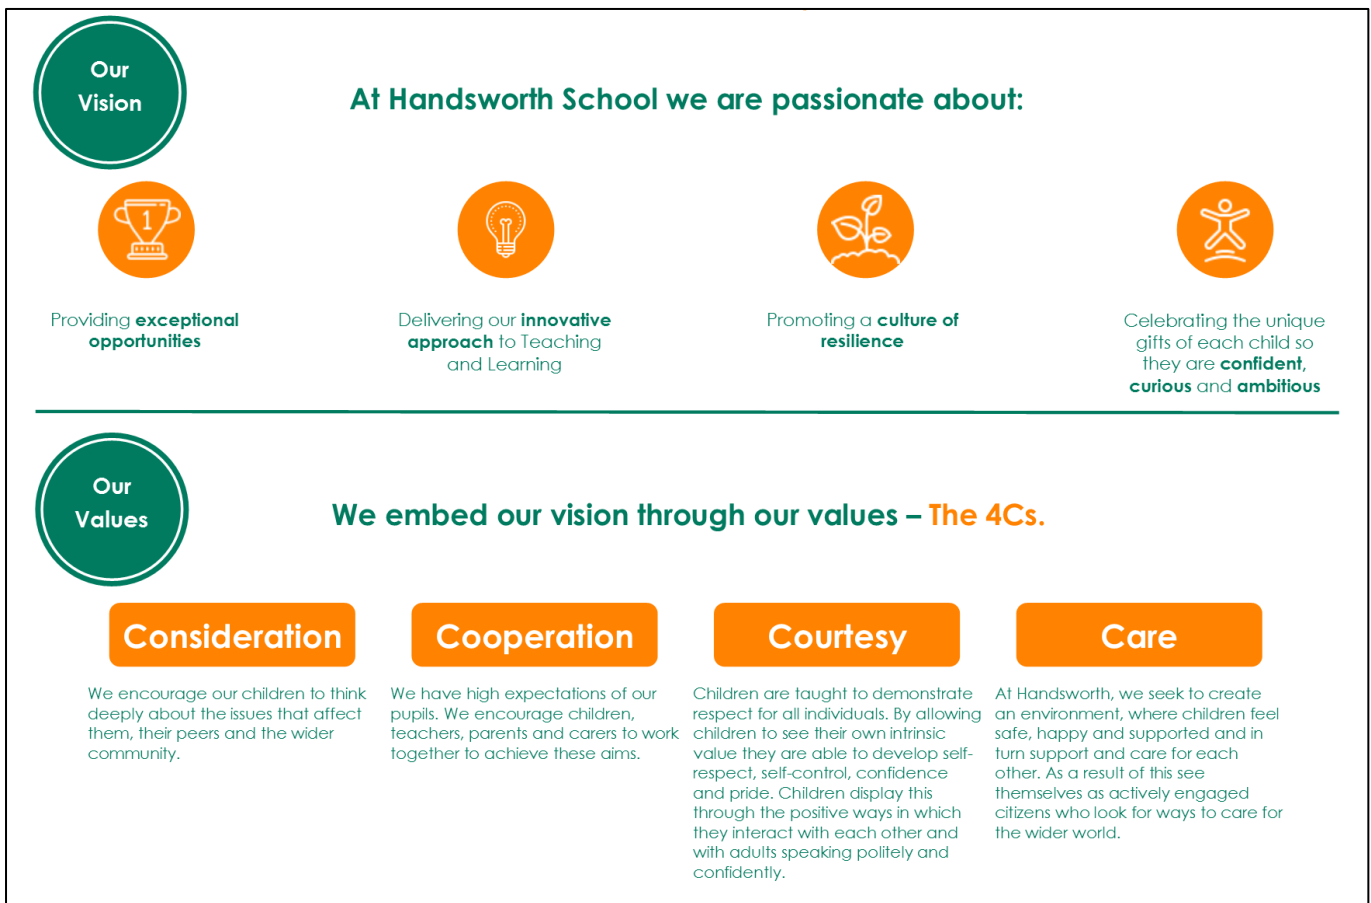 Our
Vision
At Handsworth School we are passionate about:
1
Providing exceptional
opportunities
Delivering our innovative
approach to Teaching
and Learning
Promoting a culture of
resilience
Celebrating the unique
gifts of each child so
they are confident,
curious and ambitious
Our
Values
We embed our vision through our values – The 4Cs.
Consideration
We encourage our children to think
deeply about the issues that affect
them, their peers and the wider
community.
Cooperation
We have high expectations of our
pupils. We encourage children,
teachers, parents and carers to work
together to achieve these aims.
Courtesy
Children are taught to demonstrate
respect for all individuals. By allowing
children to see their own intrinsic
value they are able to develop self-
respect, self-control, confidence
and pride. Children display this
through the positive ways in which
they interact with each other and
with adults speaking politely and
confidently.
Care
At Handsworth, we seek to create
an environment, where children feel
safe, happy and supported and in
turn support and care for each
other. As a result of this see
themselves as actively engaged
citizens who look for ways to care for
the wider world.